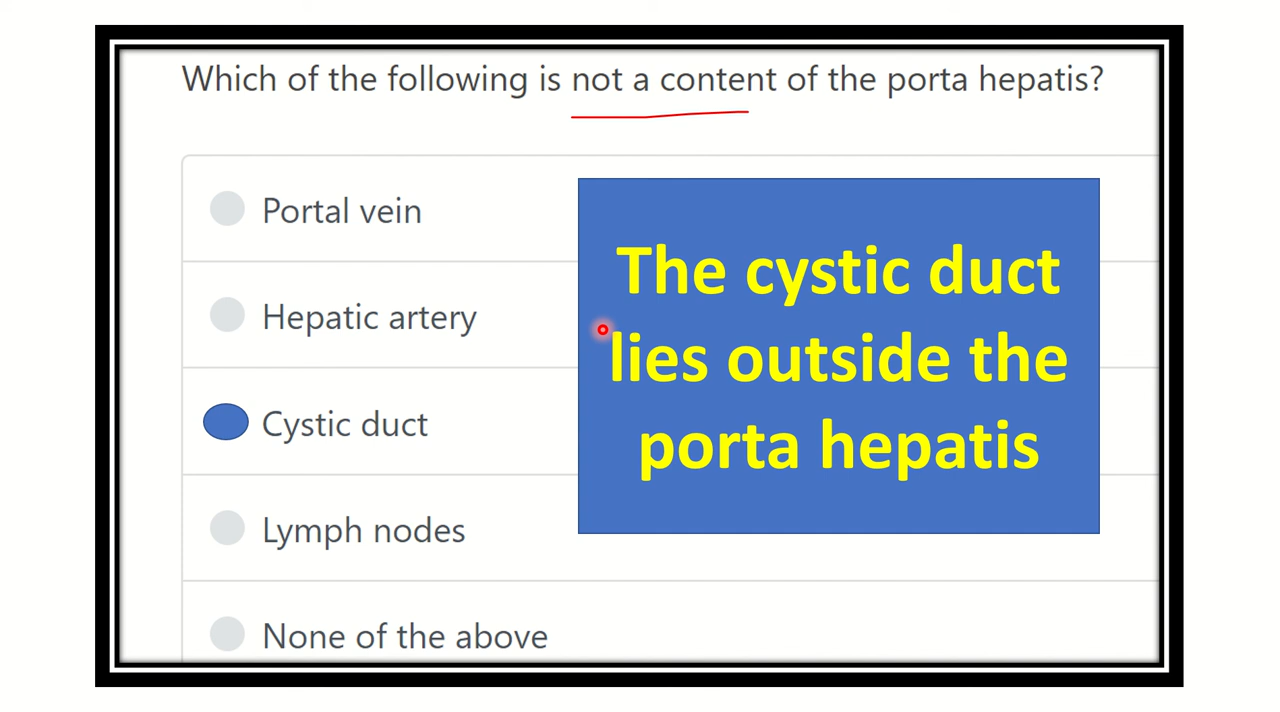 Which of the following is not a content of the porta hepatis?
Portal vein
Hepatic artery
Cystic duct
Lymph nodes
None of the above
The cystic duct
lies outside the
porta hepatis